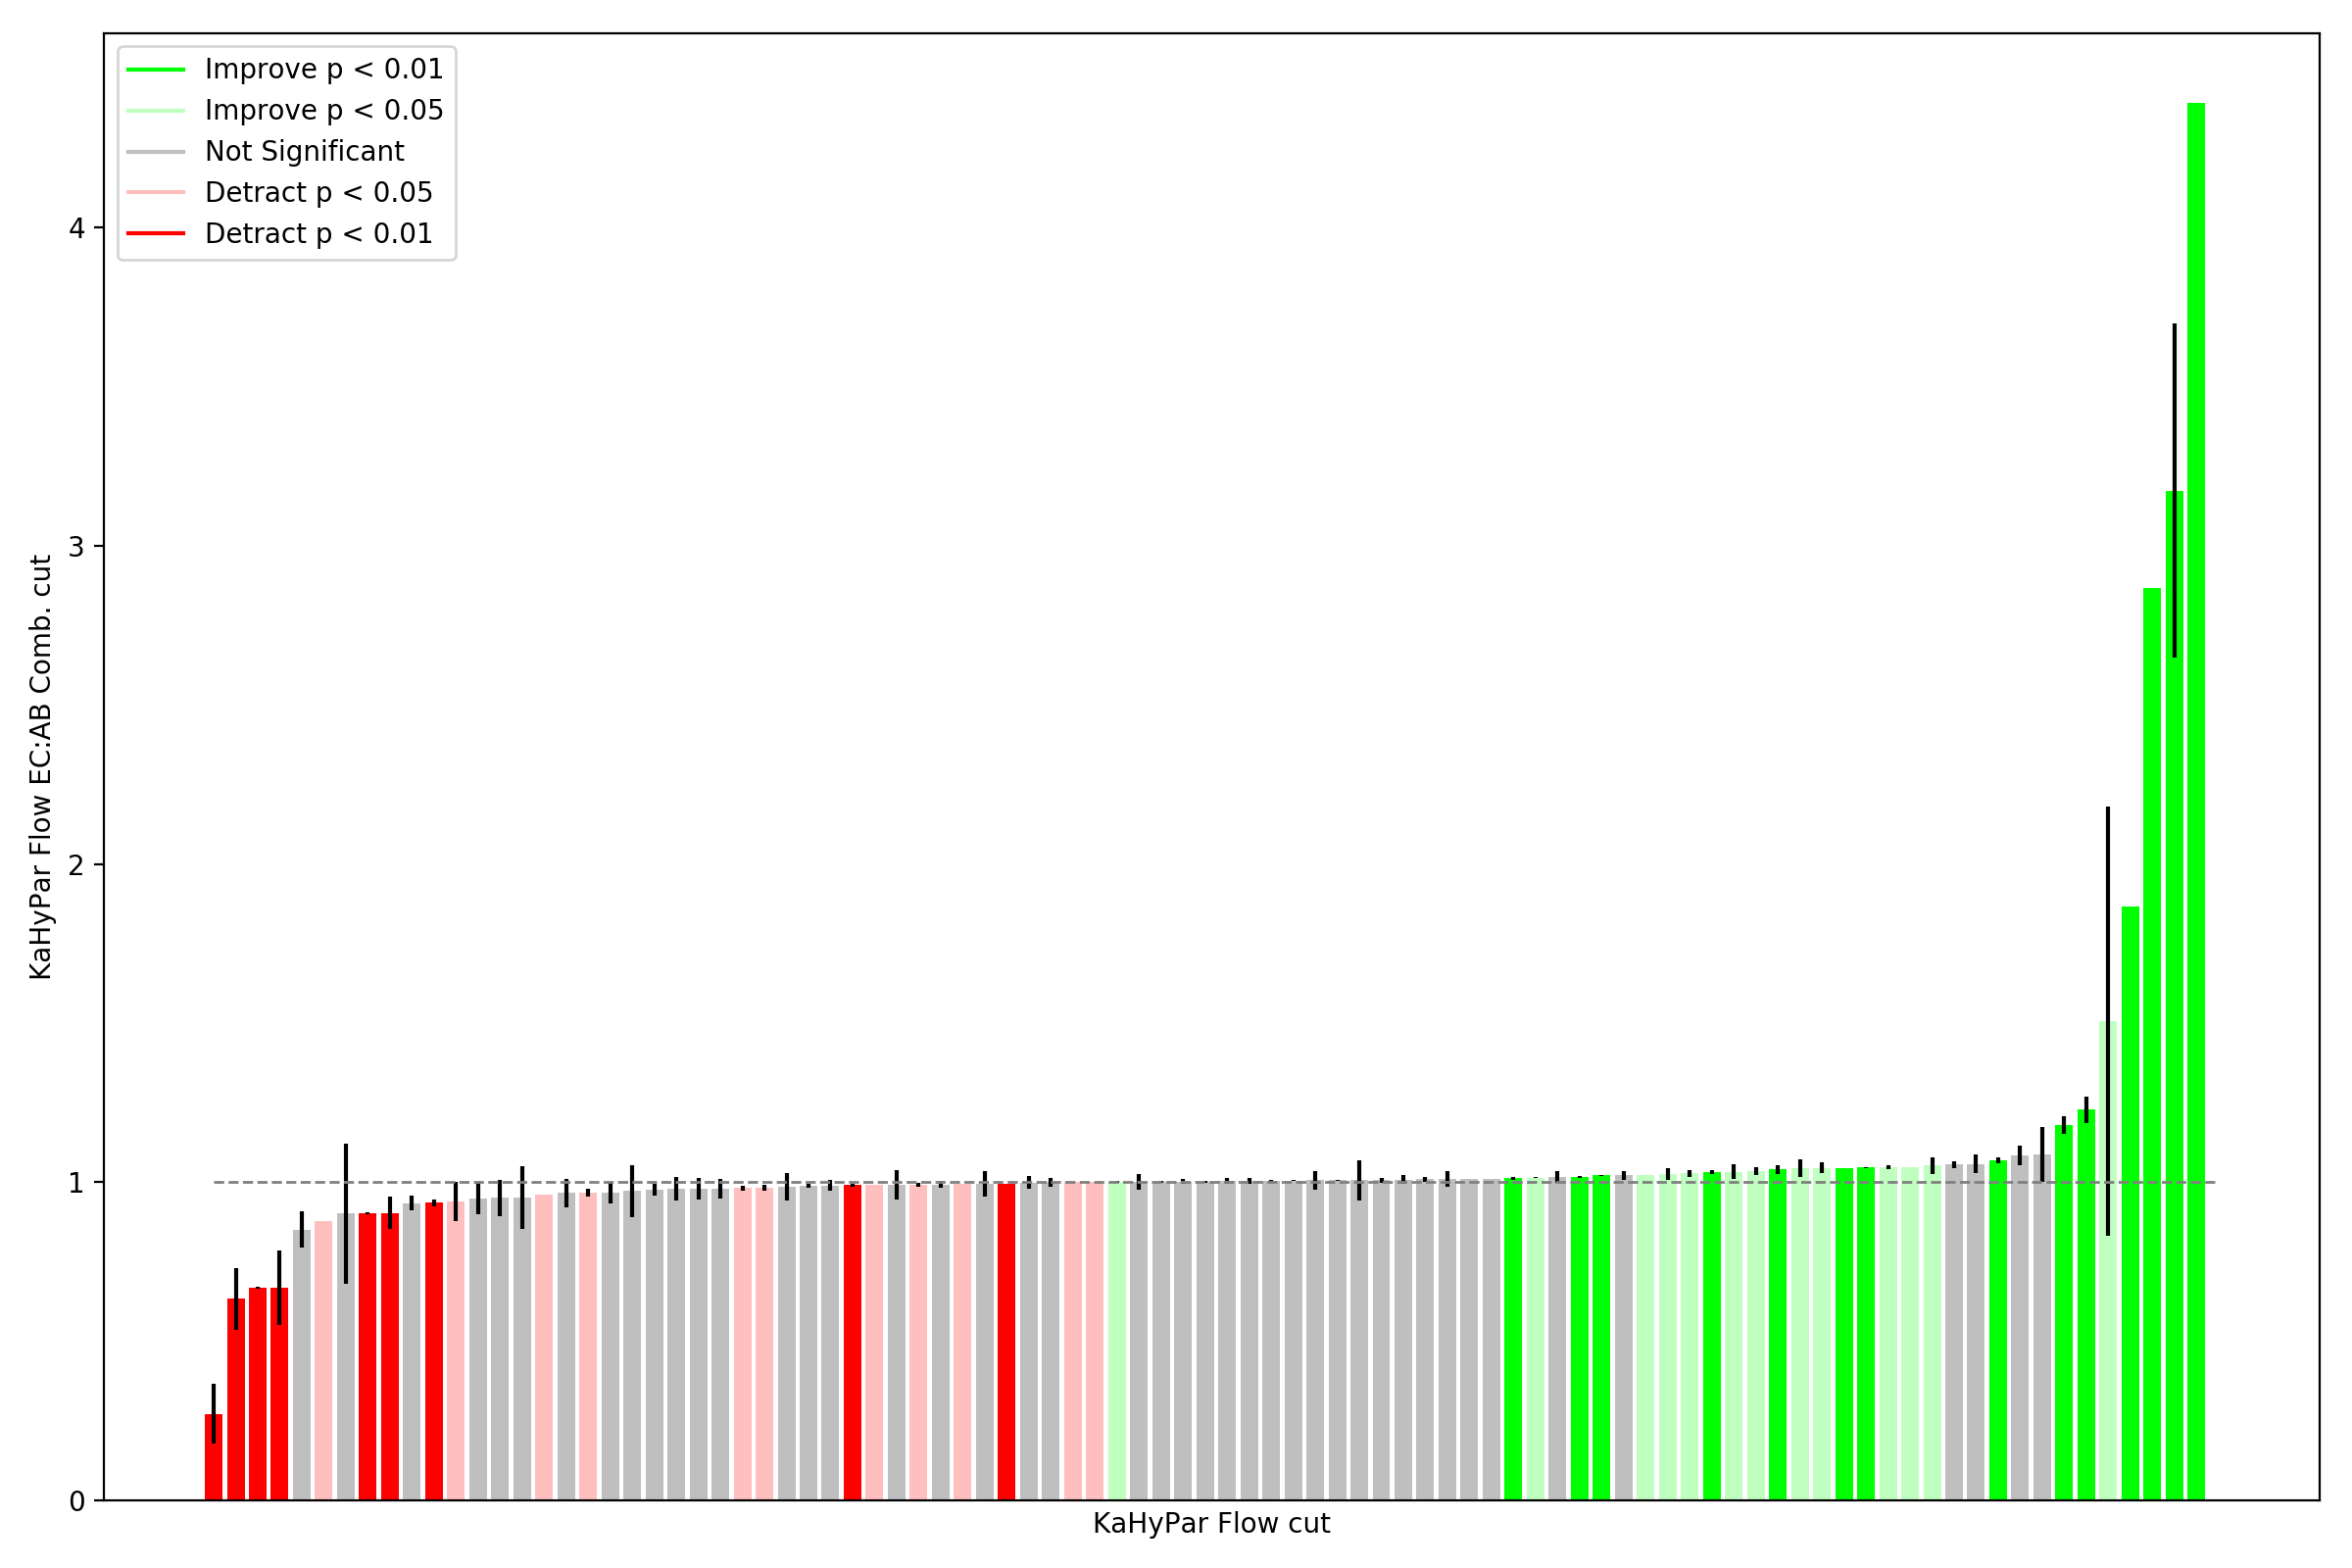 Improve p < 0.01
Improve p < 0.05
Not Significant
Detract p < 0.05
Detract p < 0.01
4
3
2
1
0
KaHyPar Flow EC:AB Comb. cut
KaHyPar Flow cut